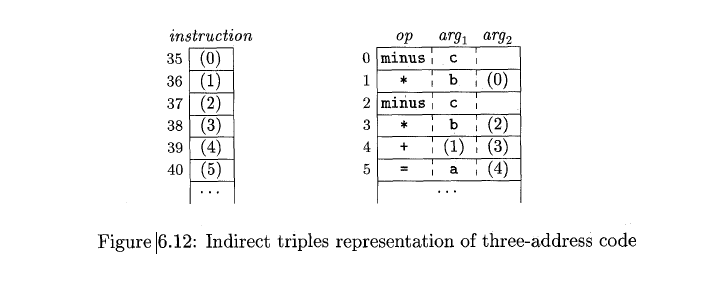 instruction op arg1 arg2
35 (0) 0 minus c
36 (1) 1 * b (0)
37 (2) 2 minus c
38 (3) 3 * b (2)
39 (4) 4 + (1) (3)
40 (5) 5 = a (4)
... ...
Figure 6.12: Indirect triples representation of three-address code